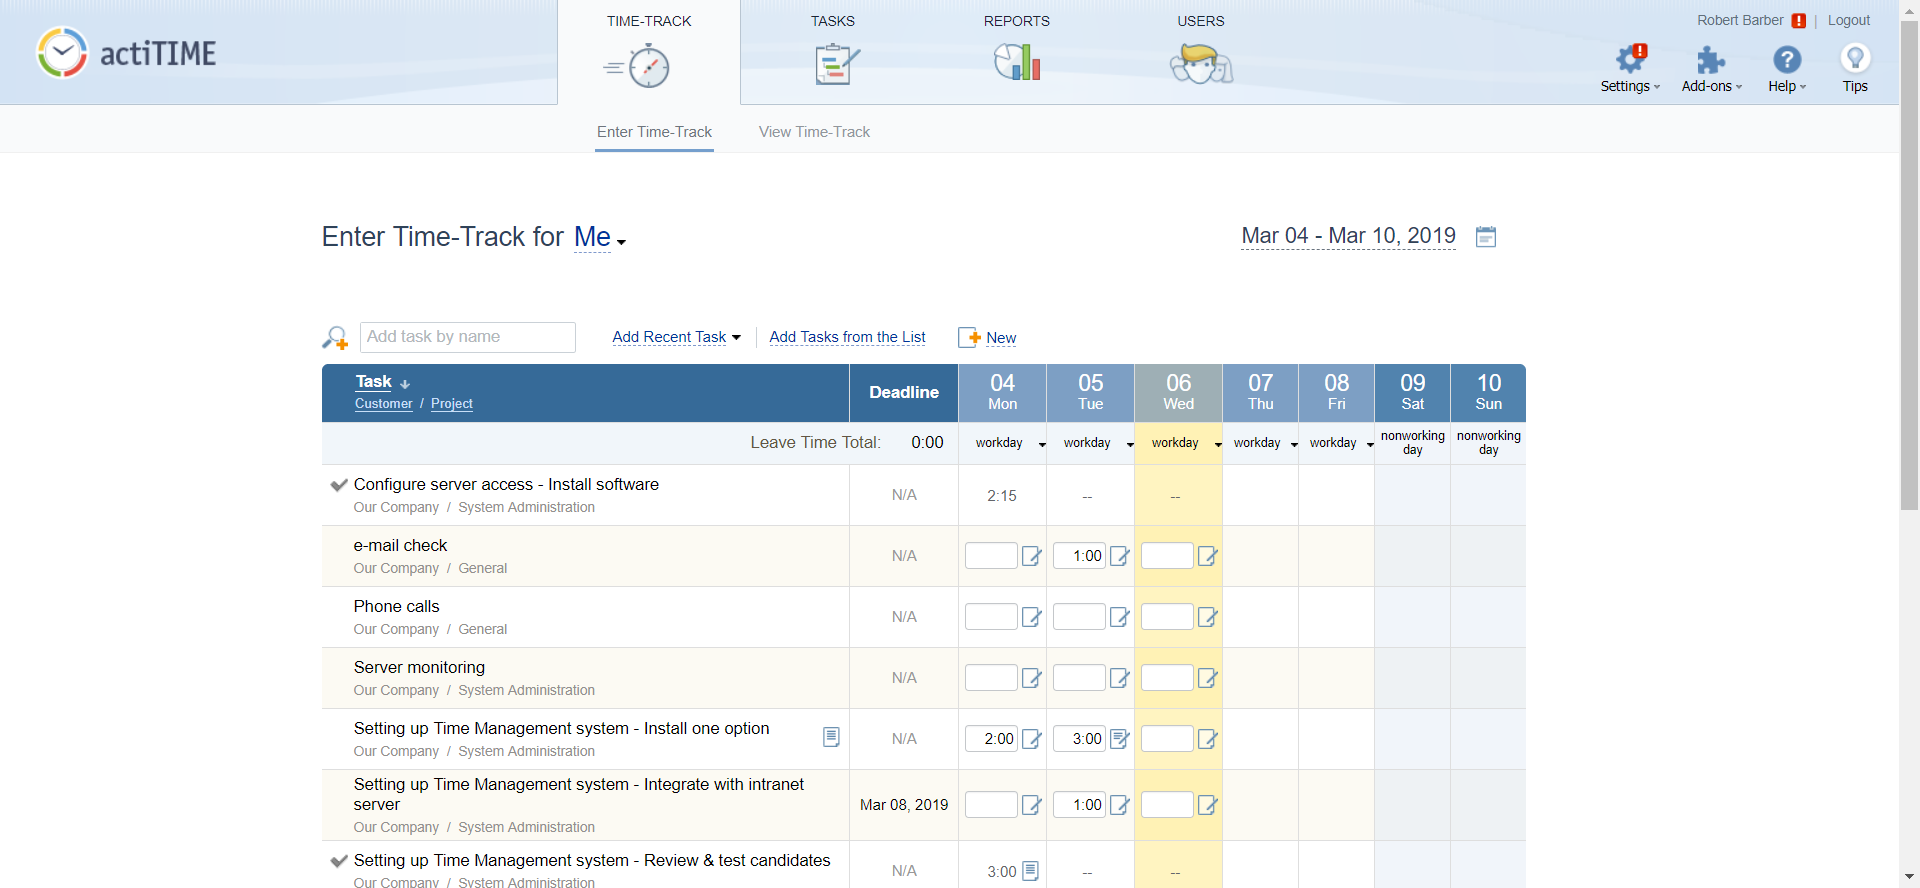 actiTIME
TIME-TRACK
TASKS
REPORTS
USERS
Robert Barber ! | Logout
Settings
Add-ons
Help
Tips
Enter Time-Track
View Time-Track
Enter Time-Track for Me
Mar 04 - Mar 10, 2019
Add task by name
Add Recent Task
Add Tasks from the List
New
Task
Customer / Project
Deadline
04 Mon
05 Tue
06 Wed
07 Thu
08 Fri
09 Sat
10 Sun
Leave Time Total: 0:00
workday
workday
workday
workday
workday
nonworking day
nonworking day
Configure server access - Install software
Our Company / System Administration
N/A 2:15 -- --
e-mail check
Our Company / General
N/A 1:00
Phone calls
Our Company / General
N/A
Server monitoring
Our Company / System Administration
N/A
Setting up Time Management system - Install one option
Our Company / System Administration
N/A 2:00 3:00
Setting up Time Management system - Integrate with intranet
server
Our Company / System Administration
Mar 08, 2019 1:00
Setting up Time Management system - Review & test candidates
Our Company / System Administration
N/A 3:00 -- --